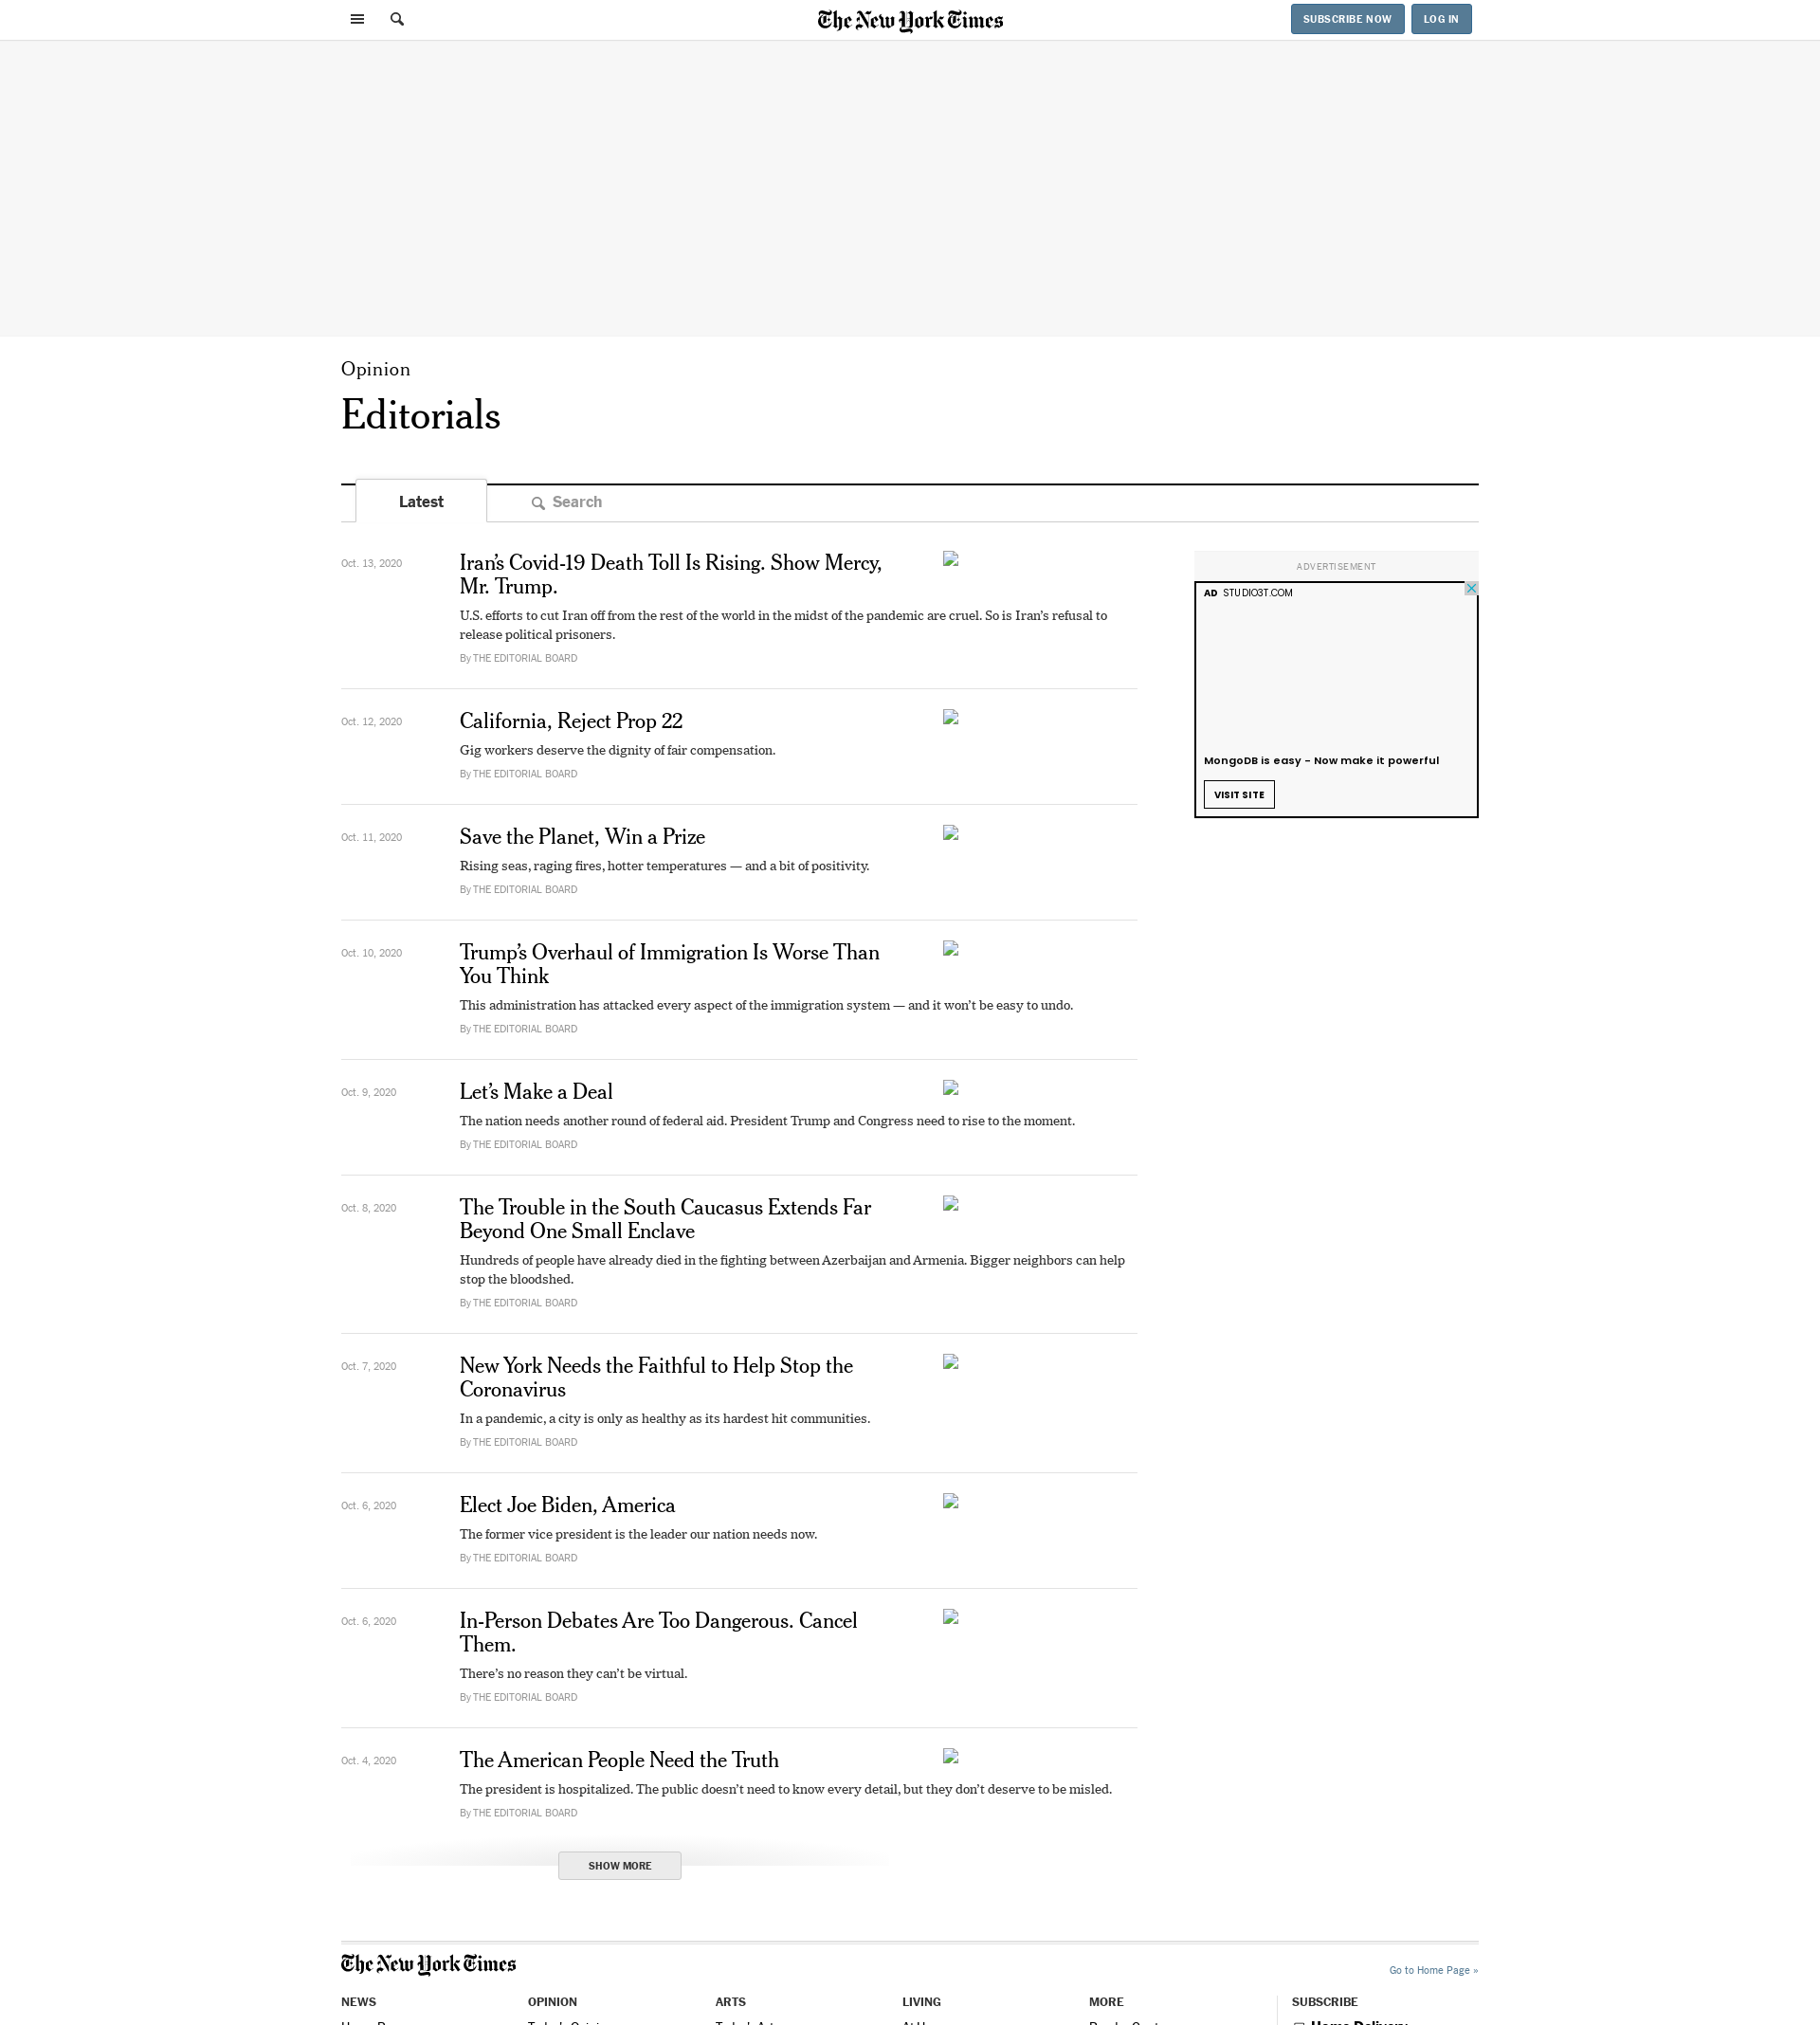 The New York Times
SUBSCRIBE NOW
LOG IN
Opinion
Editorials
Latest
Search
Oct. 13, 2020
Iran's Covid-19 Death Toll Is Rising. Show Mercy,
Mr. Trump.
U.S. efforts to cut Iran off from the rest of the world in the midst of the pandemic are cruel. So is Iran's refusal to
release political prisoners.
By THE EDITORIAL BOARD
ADVERTISEMENT
AD STUDIO3T.COM
MongoDB is easy - Now make it powerful
VISIT SITE
Oct. 12, 2020
California, Reject Prop 22
Gig workers deserve the dignity of fair compensation.
By THE EDITORIAL BOARD
Oct. 11, 2020
Save the Planet, Win a Prize
Rising seas, raging fires, hotter temperatures — and a bit of positivity.
By THE EDITORIAL BOARD
Oct. 10, 2020
Trump's Overhaul of Immigration Is Worse Than
You Think
This administration has attacked every aspect of the immigration system — and it won't be easy to undo.
By THE EDITORIAL BOARD
Oct. 9, 2020
Let's Make a Deal
The nation needs another round of federal aid. President Trump and Congress need to rise to the moment.
By THE EDITORIAL BOARD
Oct. 8, 2020
The Trouble in the South Caucasus Extends Far
Beyond One Small Enclave
Hundreds of people have already died in the fighting between Azerbaijan and Armenia. Bigger neighbors can help
stop the bloodshed.
By THE EDITORIAL BOARD
Oct. 7, 2020
New York Needs the Faithful to Help Stop the
Coronavirus
In a pandemic, a city is only as healthy as its hardest hit communities.
By THE EDITORIAL BOARD
Oct. 6, 2020
Elect Joe Biden, America
The former vice president is the leader our nation needs now.
By THE EDITORIAL BOARD
Oct. 6, 2020
In-Person Debates Are Too Dangerous. Cancel
Them.
There's no reason they can't be virtual.
By THE EDITORIAL BOARD
Oct. 4, 2020
The American People Need the Truth
The president is hospitalized. The public doesn't need to know every detail, but they don't deserve to be misled.
By THE EDITORIAL BOARD
SHOW MORE
The New York Times
Go to Home Page »
NEWS
OPINION
ARTS
LIVING
MORE
SUBSCRIBE